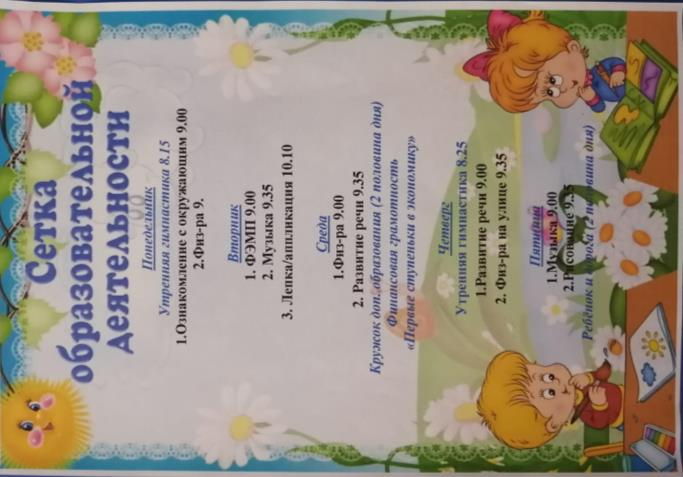 Сетка
образовательной
деятельности
Понедельник
Утренняя гимнастика 8.15
1.Ознакомление с окружающим 9.00
2.Физ-ра 9.
Вторник
1. ФЭМП 9.00
2. Музыка 9.35
3. Лепка/аппликация 10.10
Среда
1.Физ-ра 9.00
2. Развитие речи 9.35
Кружок доп.образования (2 половина дня)
Финансовая грамотность
«Первые ступеньки в экономику»
Четверг
Утренняя гимнастика 8.25
1.Развитие речи 9.00
2. Физ-ра на улице 9.35
Пятница
1.Музыка 9.00
2.Рисование 9.35
Ребёнок и (2 половина дня)